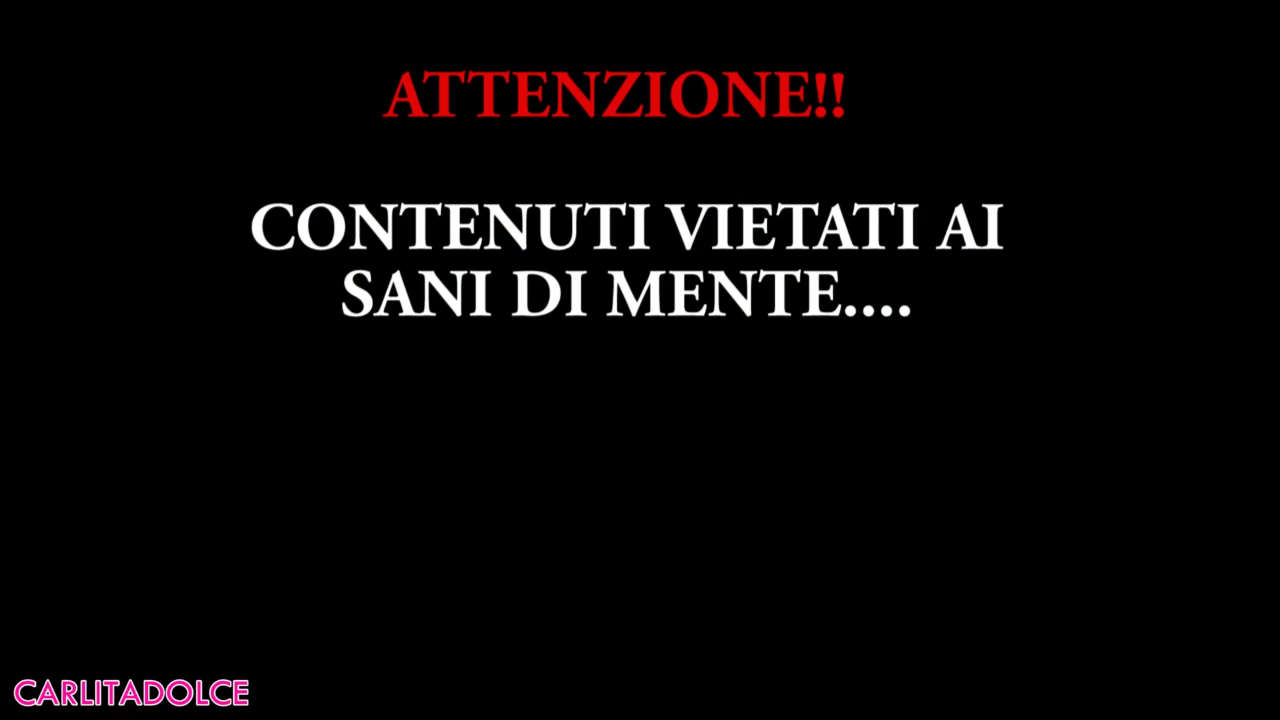 ATTENZIONE!!
CONTENUTI VIETATI AI
SANI DI MENTE....
CARLITADOLCE